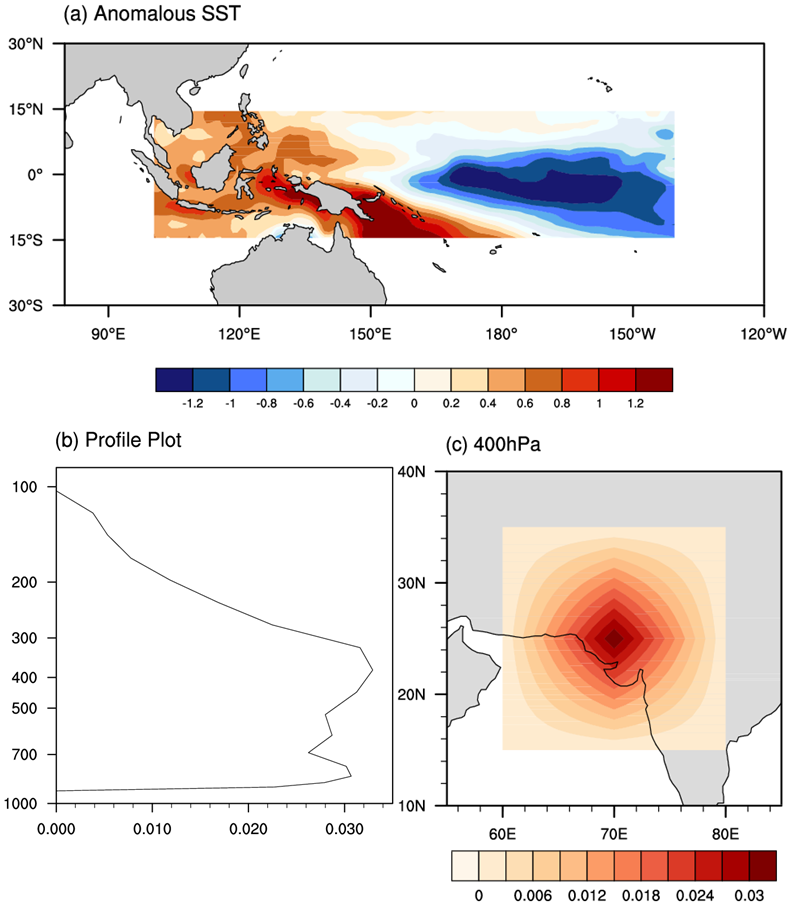 (a) Anomalous SST
30°N
15°N
0°
15°S
30°S
90°E 120°E 150°E 180° 150°W 120°W
-1.2 -1 -0.8 -0.6 -0.4 -0.2 0 0.2 0.4 0.6 0.8 1 1.2
(b) Profile Plot
100
200
300
400
500
700
1000
0.000 0.010 0.020 0.030
(c) 400hPa
40N
30N
20N
10N
60E 70E 80E
0 0.006 0.012 0.018 0.024 0.03